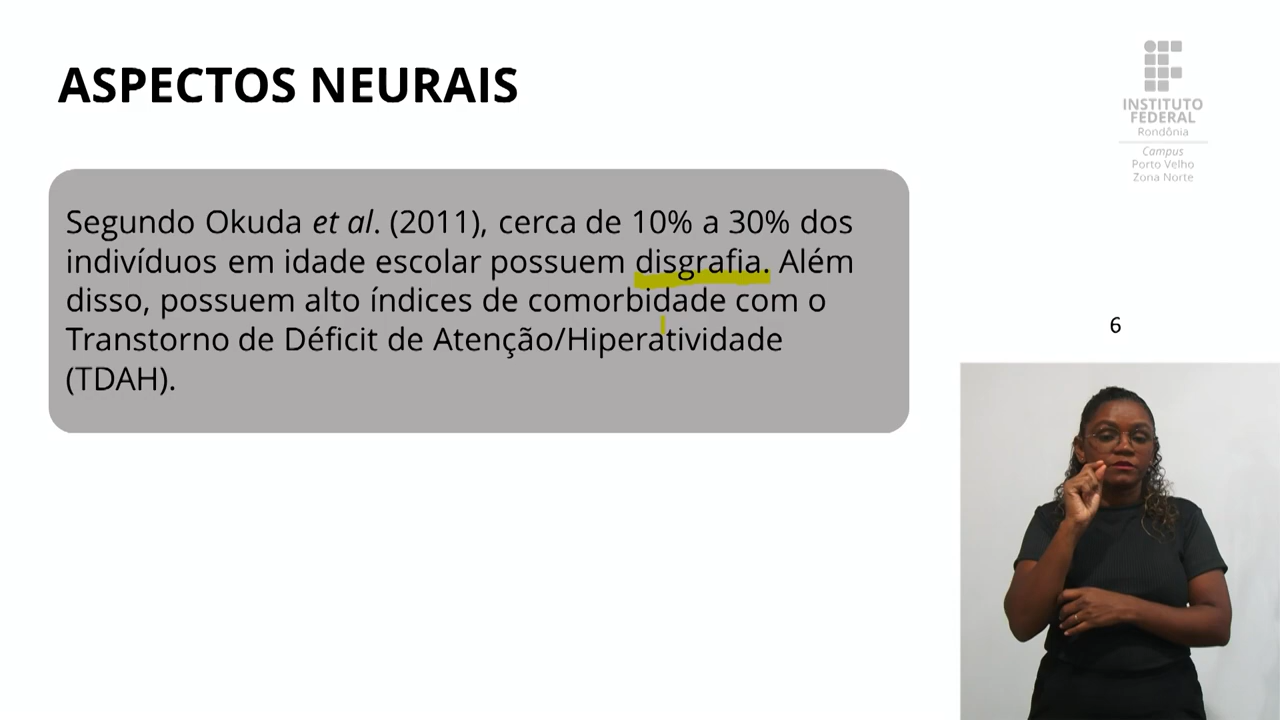 ASPECTOS NEURAIS
INSTITUTO
FEDERAL
Rondônia
Campus
Porto Velho
Zona Norte
Segundo Okuda et al. (2011), cerca de 10% a 30% dos
indivíduos em idade escolar possuem disgrafia. Além
disso, possuem alto índices de comorbidade com o
Transtorno de Déficit de Atenção/Hiperatividade
(TDAH).
6